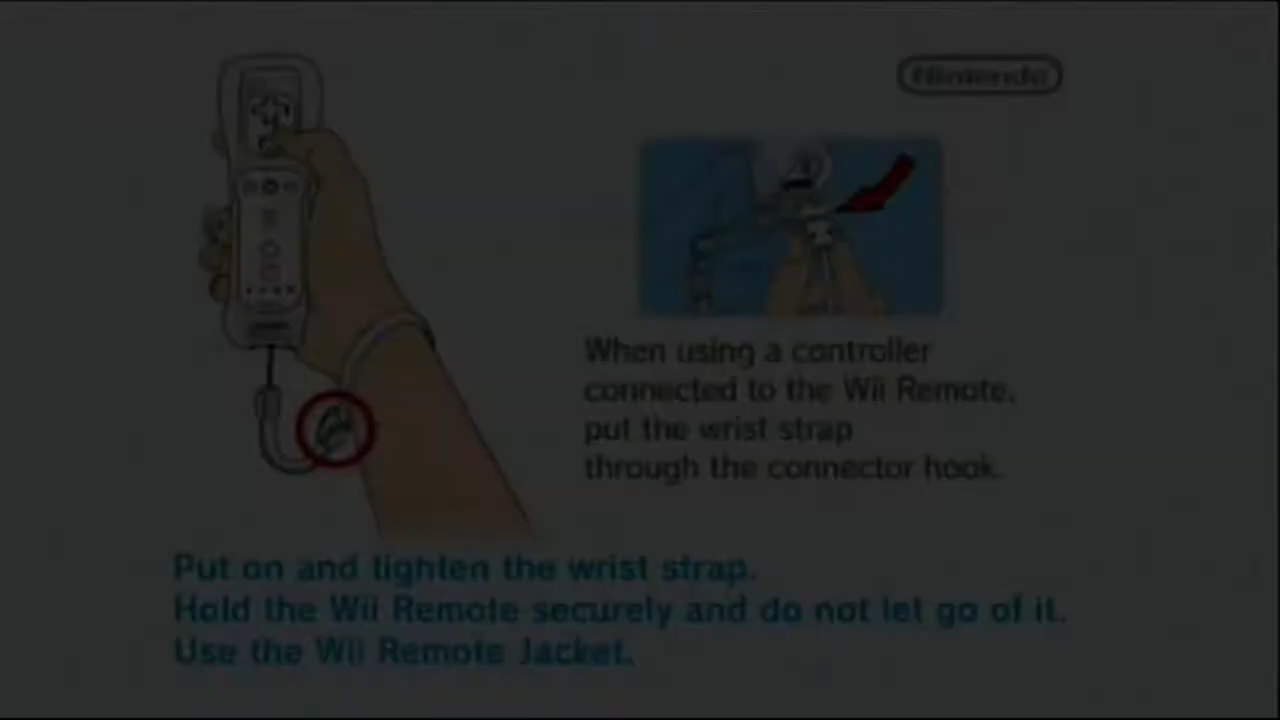 Nintendo
When using a controller
connected to the Wii Remote,
put the wrist strap
through the connector hook.
Put on and tighten the wrist strap.
Hold the Wii Remote securely and do not let go of it.
Use the Wii Remote Jacket.